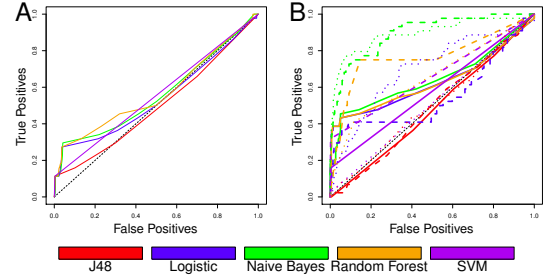 A
B
True Positives
1.0
0.8
0.6
0.4
0.2
0.0
0.0 0.2 0.4 0.6 0.8 1.0
False Positives
True Positives
1.0
0.8
0.6
0.4
0.2
0.0
0.0 0.2 0.4 0.6 0.8 1.0
False Positives
J48 Logistic Naive Bayes Random Forest SVM